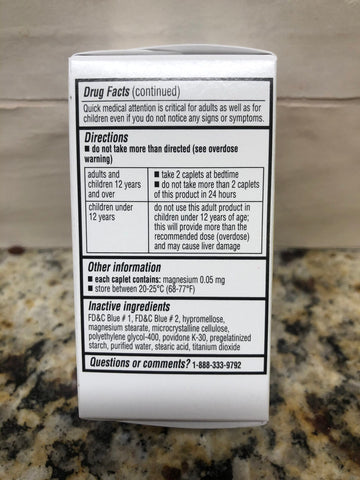 Drug Facts (continued)
Quick medical attention is critical for adults as well as for
children even if you do not notice any signs or symptoms.
Directions
■ do not take more than directed (see overdose
warning)
adults and
children 12 years
and over
■ take 2 caplets at bedtime
■ do not take more than 2 caplets
of this product in 24 hours
children under
12 years
do not use this adult product in
children under 12 years of age;
this will provide more than the
recommended dose (overdose)
and may cause liver damage
Other information
■ each caplet contains: magnesium 0.05 mg
■ store between 20-25°C (68-77°F)
Inactive ingredients
FD&C Blue # 1, FD&C Blue # 2, hypromellose,
magnesium stearate, microcrystalline cellulose,
polyethylene glycol-400, povidone K-30, pregelatinized
starch, purified water, stearic acid, titanium dioxide
Questions or comments? 1-888-333-9792